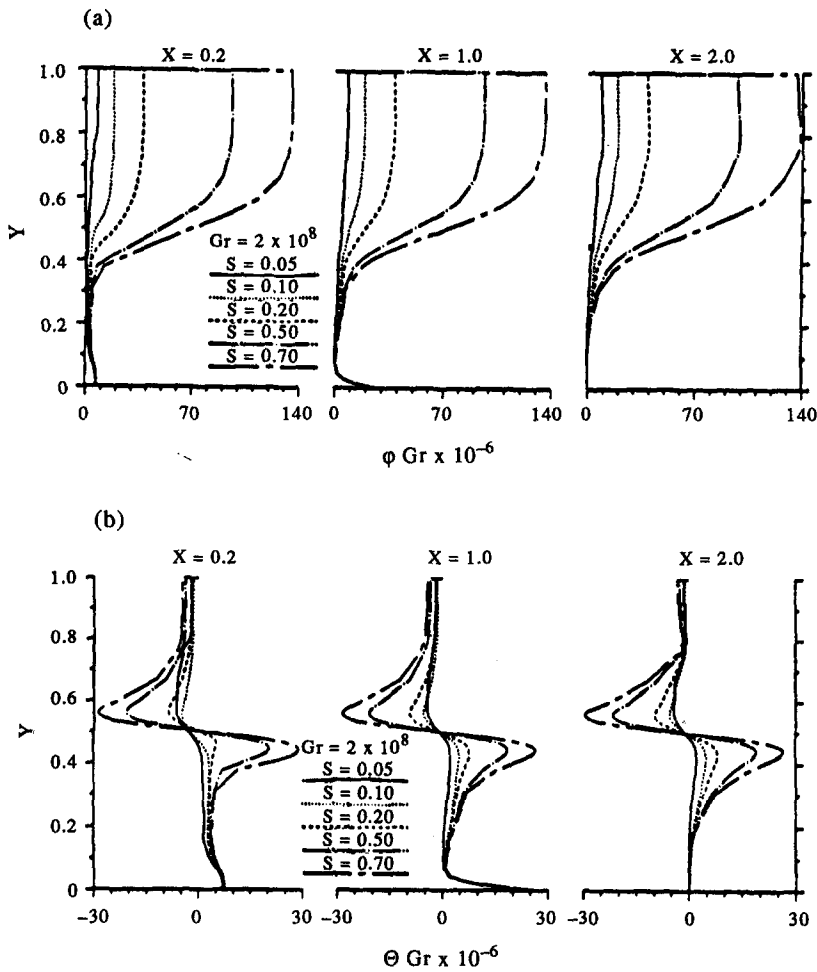 (a)
X = 0.2
X = 1.0
X = 2.0
1.0
0.8
0.6
0.4
0.2
0
Y
Gr = 2 x 10⁸
S = 0.05
S = 0.10
S = 0.20
S = 0.50
S = 0.70
0 70 140
0 70 140
0 70 140
φ Gr x 10⁻⁶
(b)
X = 0.2
X = 1.0
X = 2.0
1.0
0.8
0.6
0.4
0.2
0
Y
Gr = 2 x 10⁸
S = 0.05
S = 0.10
S = 0.20
S = 0.50
S = 0.70
−30 0 30
−30 0 30
−30 0 30
Θ Gr x 10⁻⁶